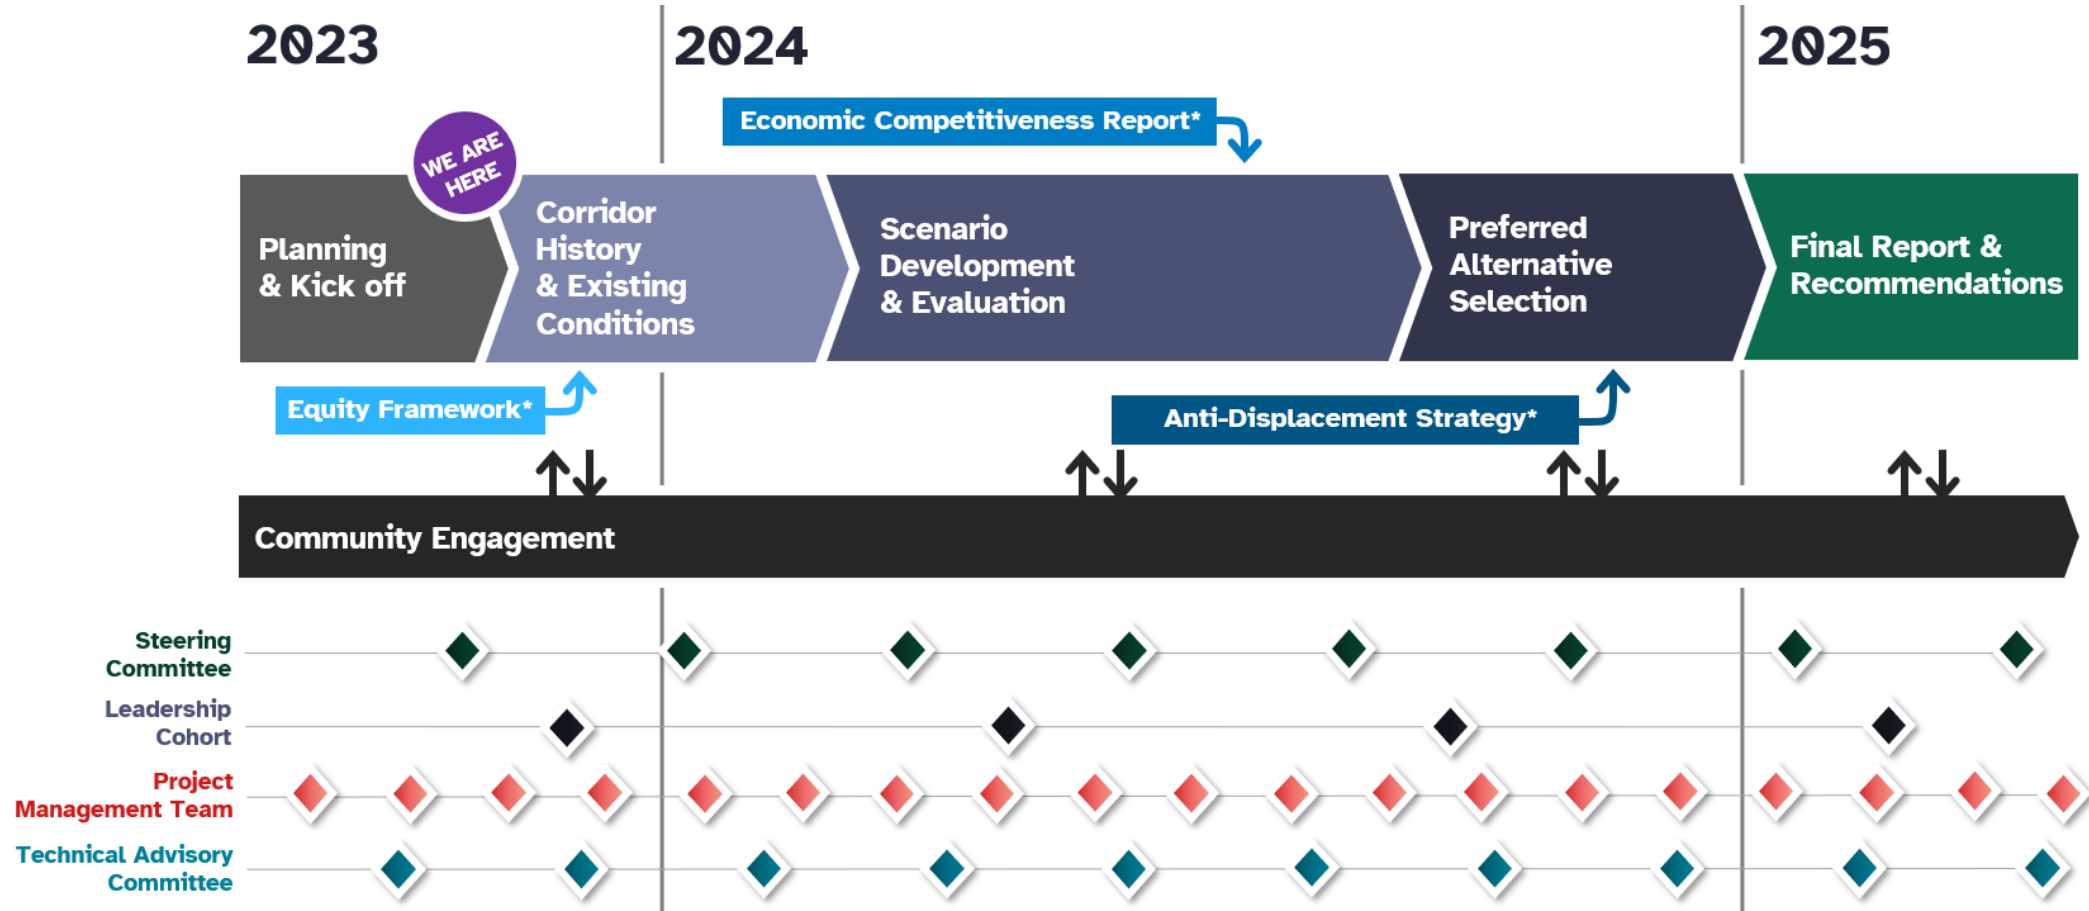 2023
2024
2025
Economic Competitiveness Report*
WE ARE
HERE
Planning
& Kick off
Corridor
History
& Existing
Conditions
Scenario
Development
& Evaluation
Preferred
Alternative
Selection
Final Report &
Recommendations
Equity Framework*
Anti-Displacement Strategy*
Community Engagement
Steering
Committee
Leadership
Cohort
Project
Management Team
Technical Advisory
Committee